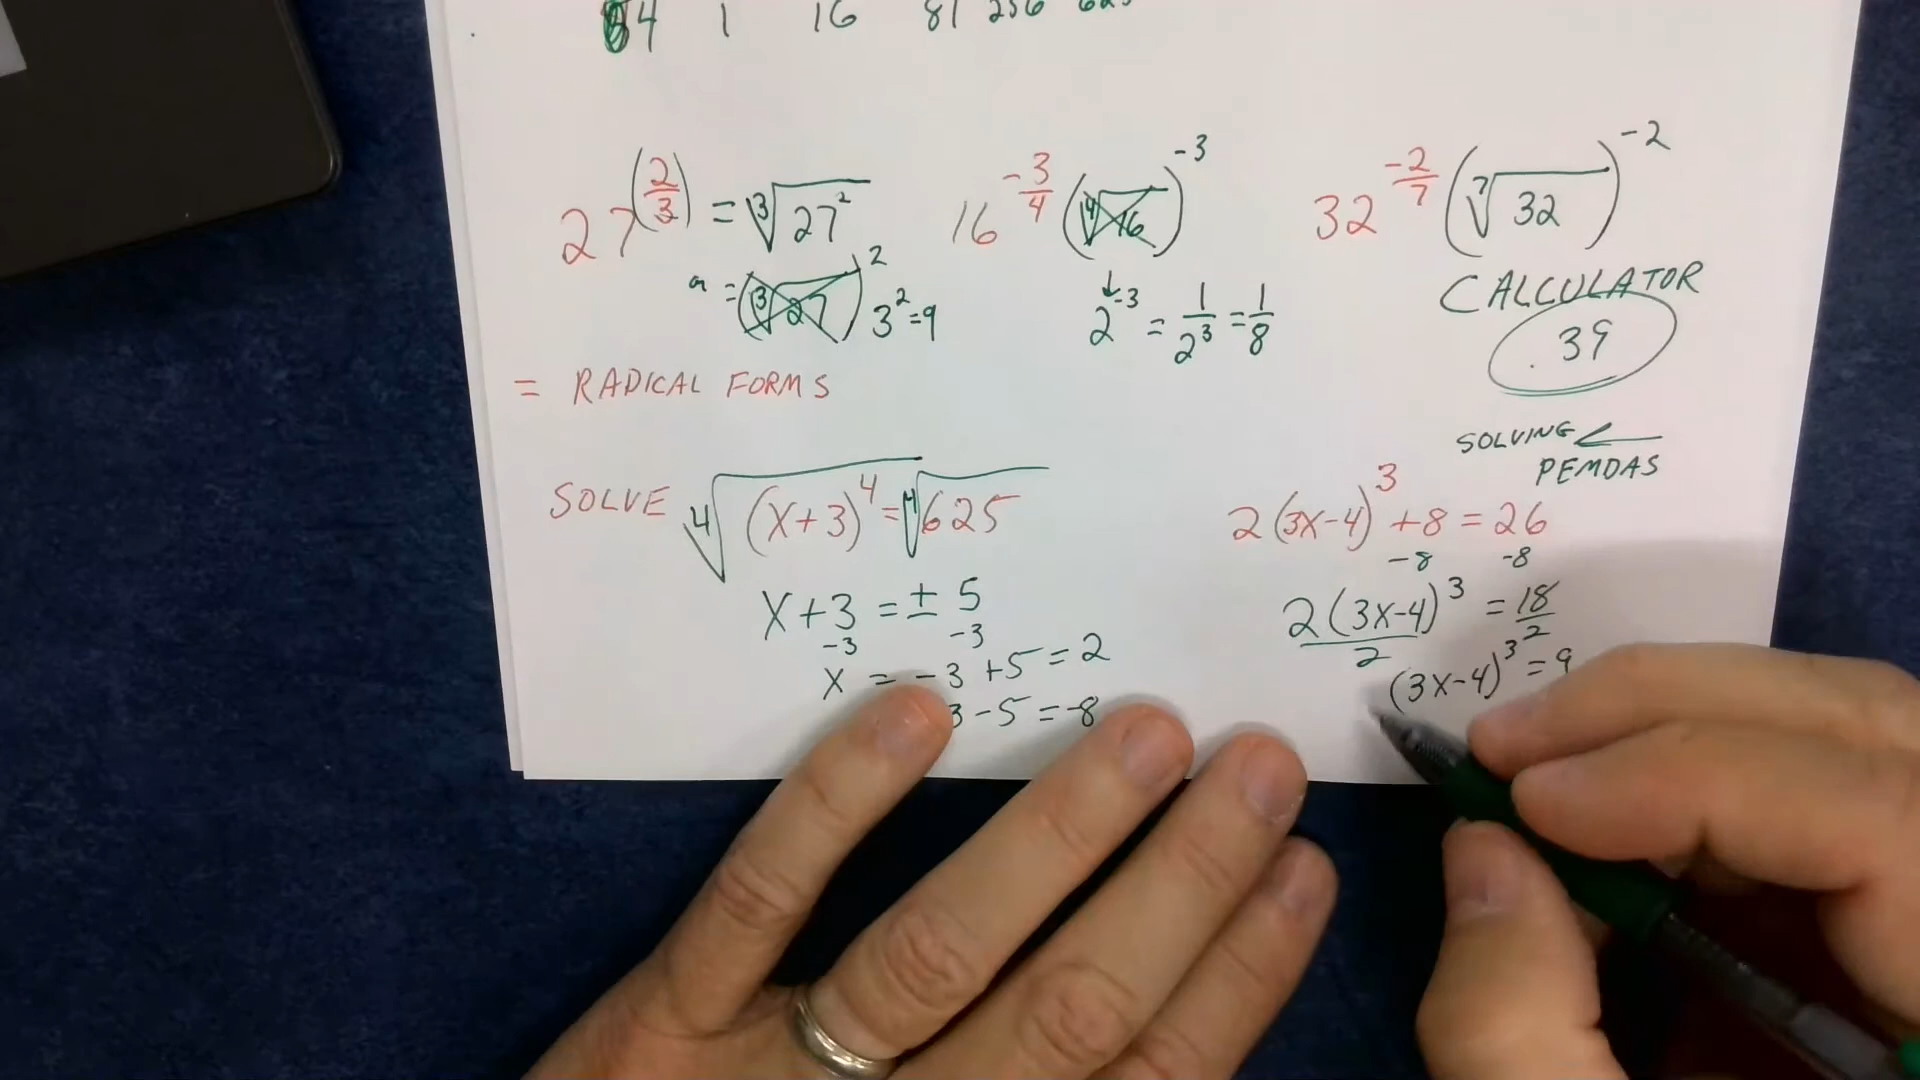 4 1 16 81 256 625
27^(2/3) = ∛27²
= (∛27)² 3² = 9
16^-3/4 (∜16)^-3
2^-3 = 1/2³ = 1/8
32^-2/7 (⁷√32)^-2
CALCULATOR
.39
= RADICAL FORMS
SOLVE ∜(x+3)⁴ = ∜625
x+3 = ± 5
-3 -3
x = -3 +5 = 2
3 - 5 = -8
SOLVING ←
PEMDAS
2(3x-4)³ +8 = 26
-8 -8
2(3x-4)³/2 = 18/2
(3x-4)³ = 9